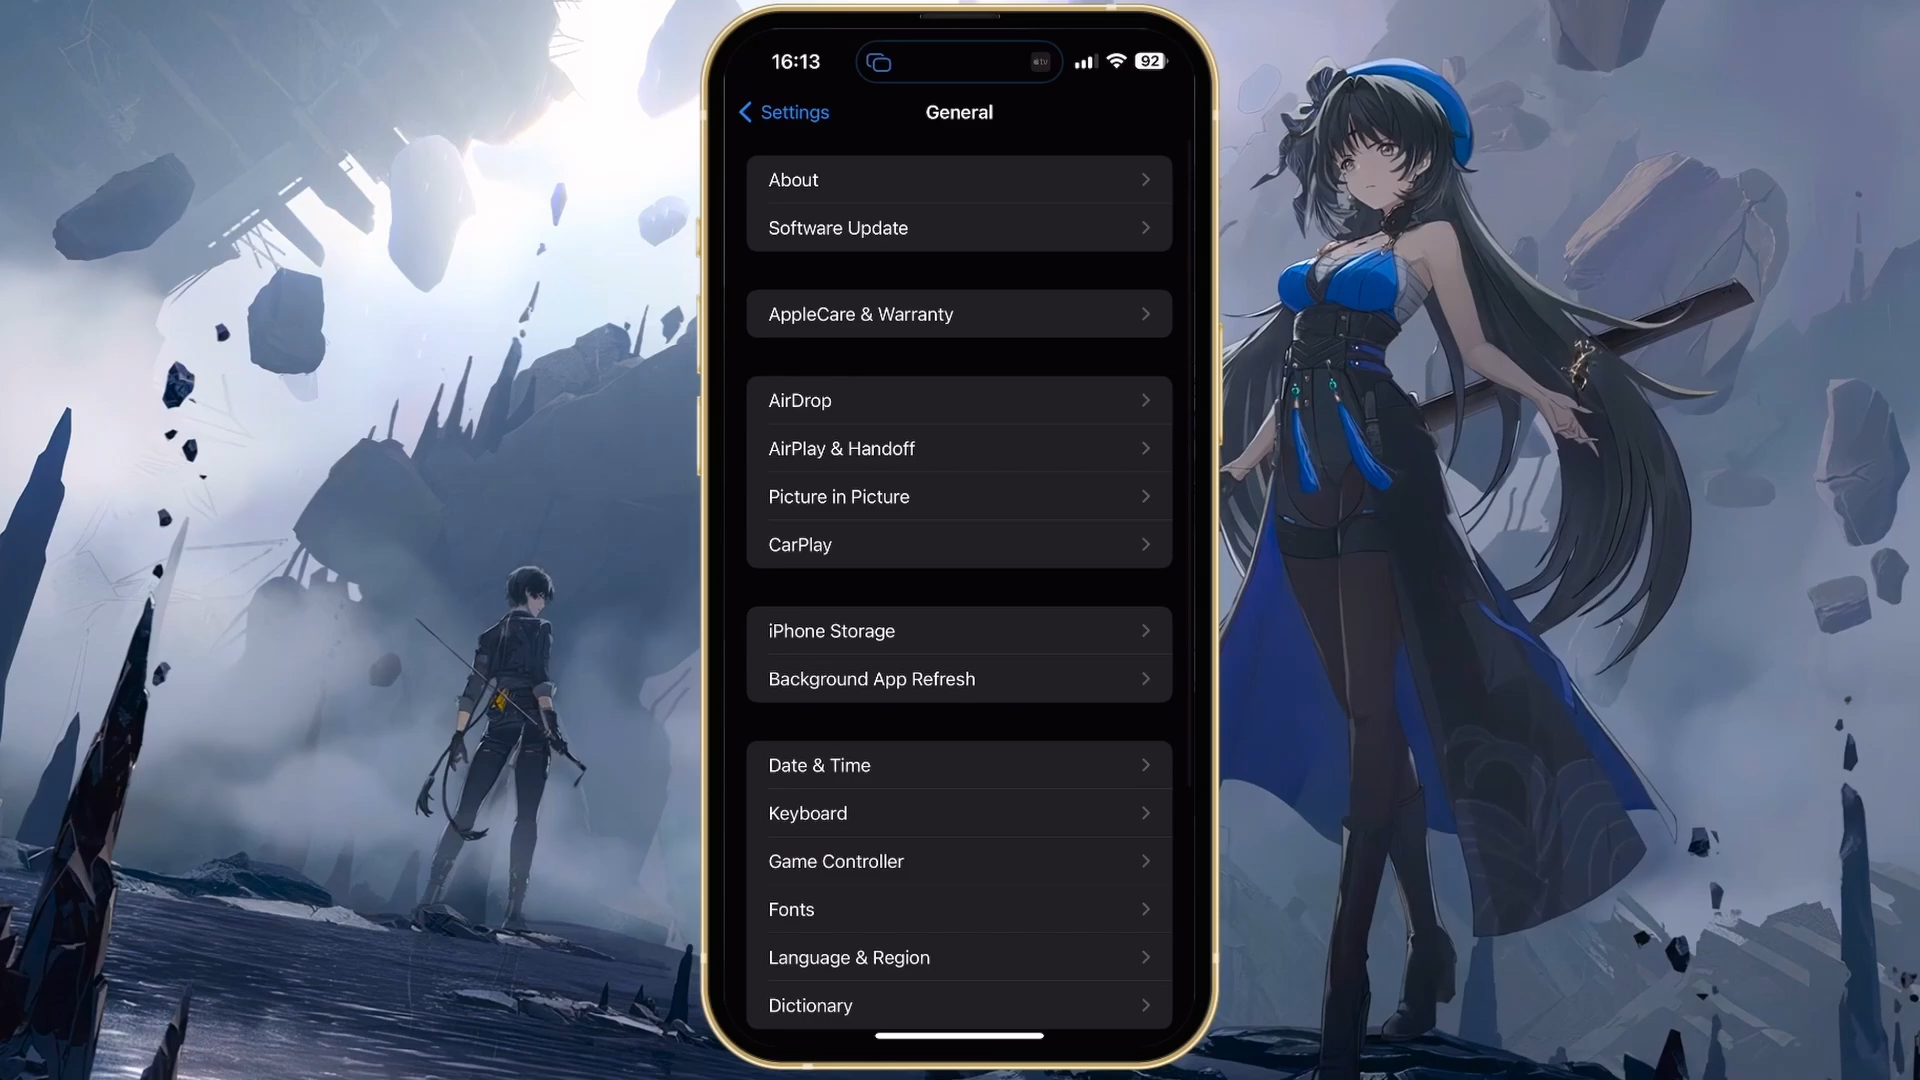 16:13
tv
92
Settings
General
About
Software Update
AppleCare & Warranty
AirDrop
AirPlay & Handoff
Picture in Picture
CarPlay
iPhone Storage
Background App Refresh
Date & Time
Keyboard
Game Controller
Fonts
Language & Region
Dictionary